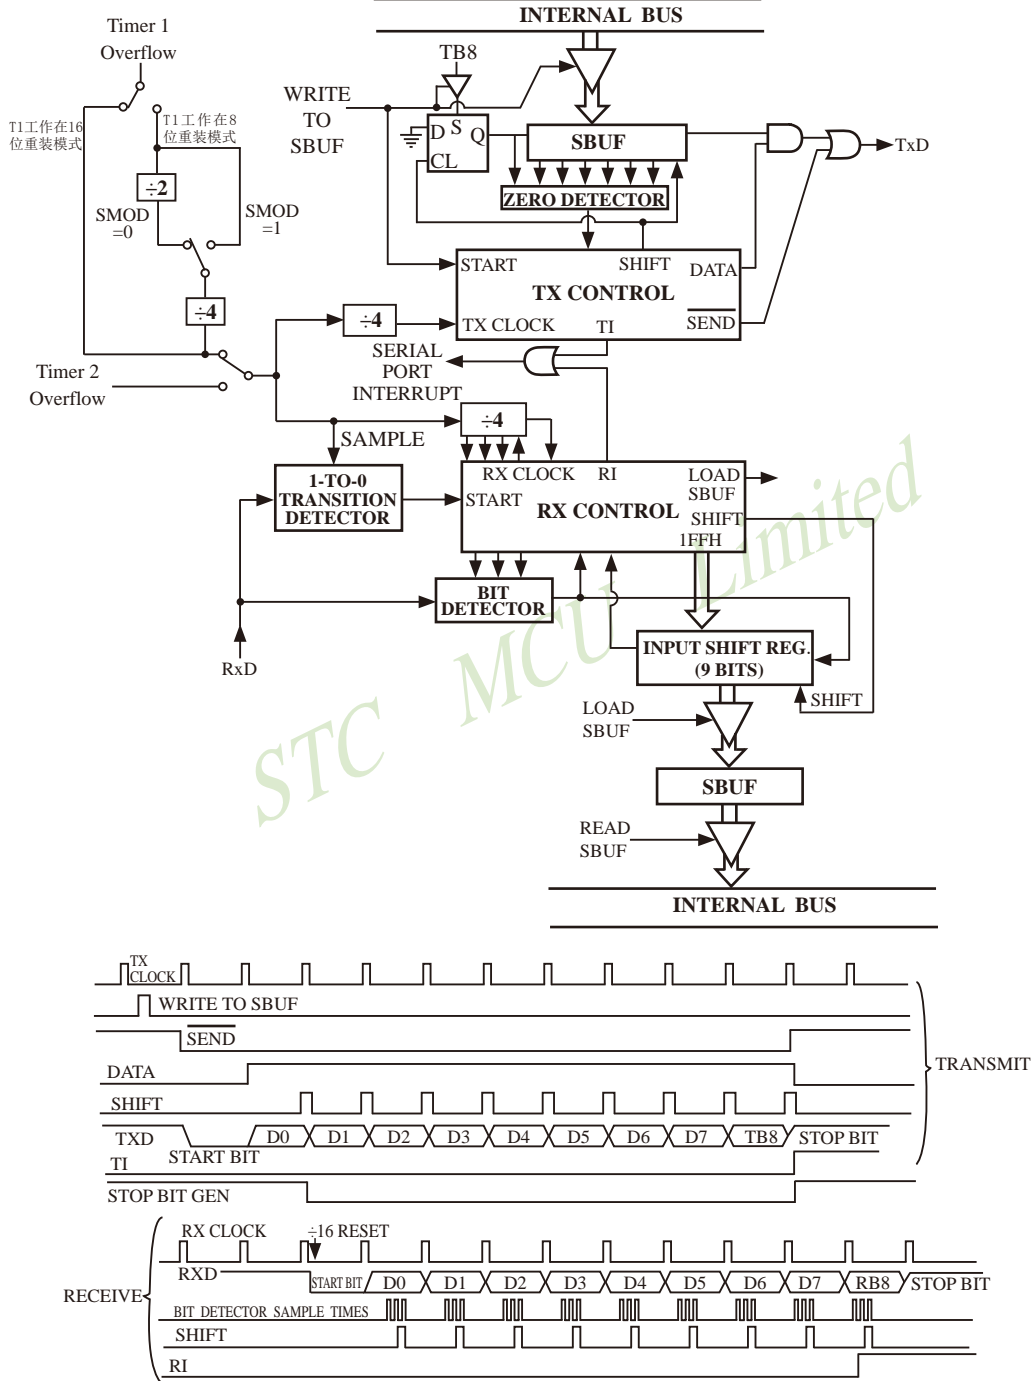 INTERNAL BUS
Timer 1
Overflow
TB8
WRITE
TO
SBUF
T1工作在16
位重装模式
T1工作在8
位重装模式
D S Q
CL
SBUF
TxD
÷2
ZERO DETECTOR
SMOD
=0
SMOD
=1
START
SHIFT
DATA
TX CONTROL
÷4
÷4
TX CLOCK
TI
SEND
SERIAL
PORT
INTERRUPT
Timer 2
Overflow
÷4
SAMPLE
1-TO-0
TRANSITION
DETECTOR
RX CLOCK
RI
LOAD
SBUF
START
RX CONTROL
SHIFT
1FFH
BIT
DETECTOR
RxD
INPUT SHIFT REG.
(9 BITS)
SHIFT
LOAD
SBUF
SBUF
READ
SBUF
INTERNAL BUS
STC MCU Limited
TX
CLOCK
WRITE TO SBUF
SEND
DATA
TRANSMIT
SHIFT
TXD
START BIT
D0 D1 D2 D3 D4 D5 D6 D7 TB8 STOP BIT
TI
STOP BIT GEN
RX CLOCK
÷16 RESET
RXD
START BIT D0 D1 D2 D3 D4 D5 D6 D7 RB8 STOP BIT
RECEIVE
BIT DETECTOR SAMPLE TIMES
SHIFT
RI